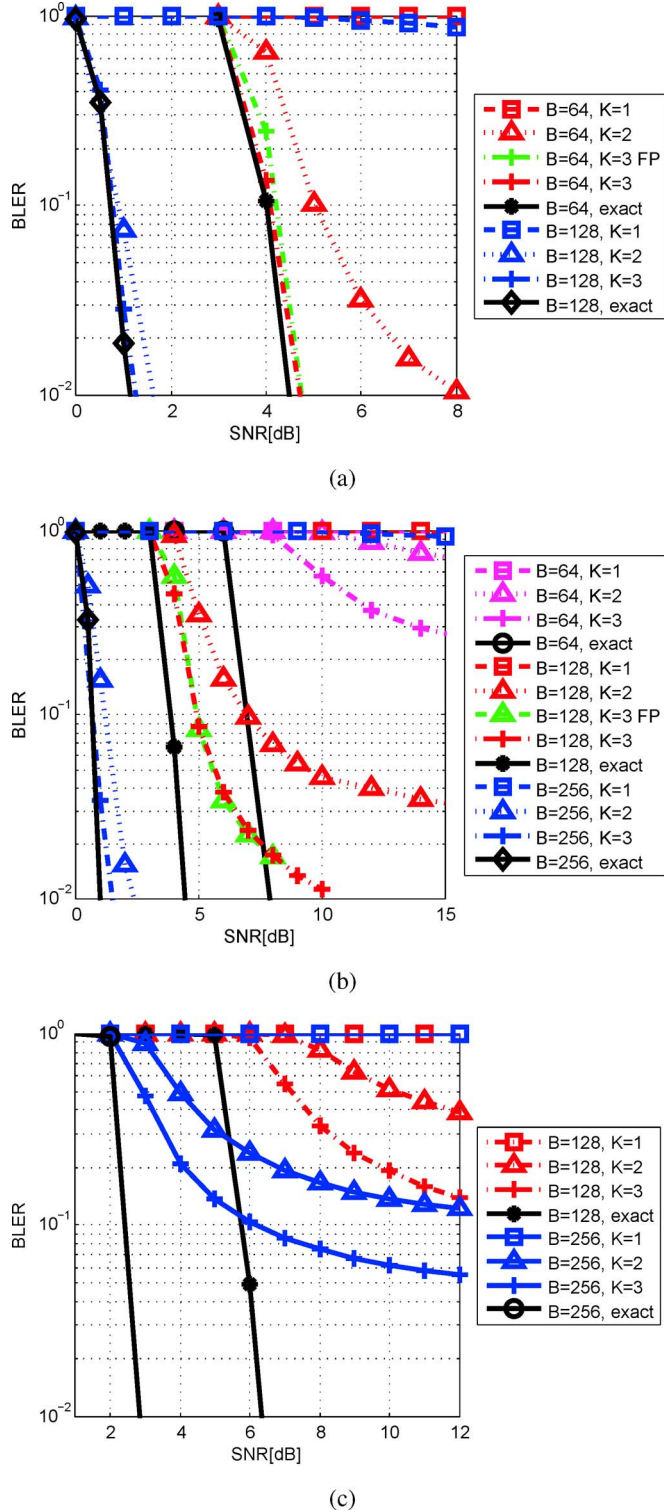 10^0
10^-1
10^-2
BLER
0 2 4 6 8
SNR[dB]
B=64, K=1
B=64, K=2
B=64, K=3 FP
B=64, K=3
B=64, exact
B=128, K=1
B=128, K=2
B=128, K=3
B=128, exact
(a)
10^0
10^-1
10^-2
BLER
0 5 10 15
SNR[dB]
B=64, K=1
B=64, K=2
B=64, K=3
B=64, exact
B=128, K=1
B=128, K=2
B=128, K=3 FP
B=128, K=3
B=128, exact
B=256, K=1
B=256, K=2
B=256, K=3
B=256, exact
(b)
10^0
10^-1
10^-2
BLER
2 4 6 8 10 12
SNR[dB]
B=128, K=1
B=128, K=2
B=128, K=3
B=128, exact
B=256, K=1
B=256, K=2
B=256, K=3
B=256, exact
(c)